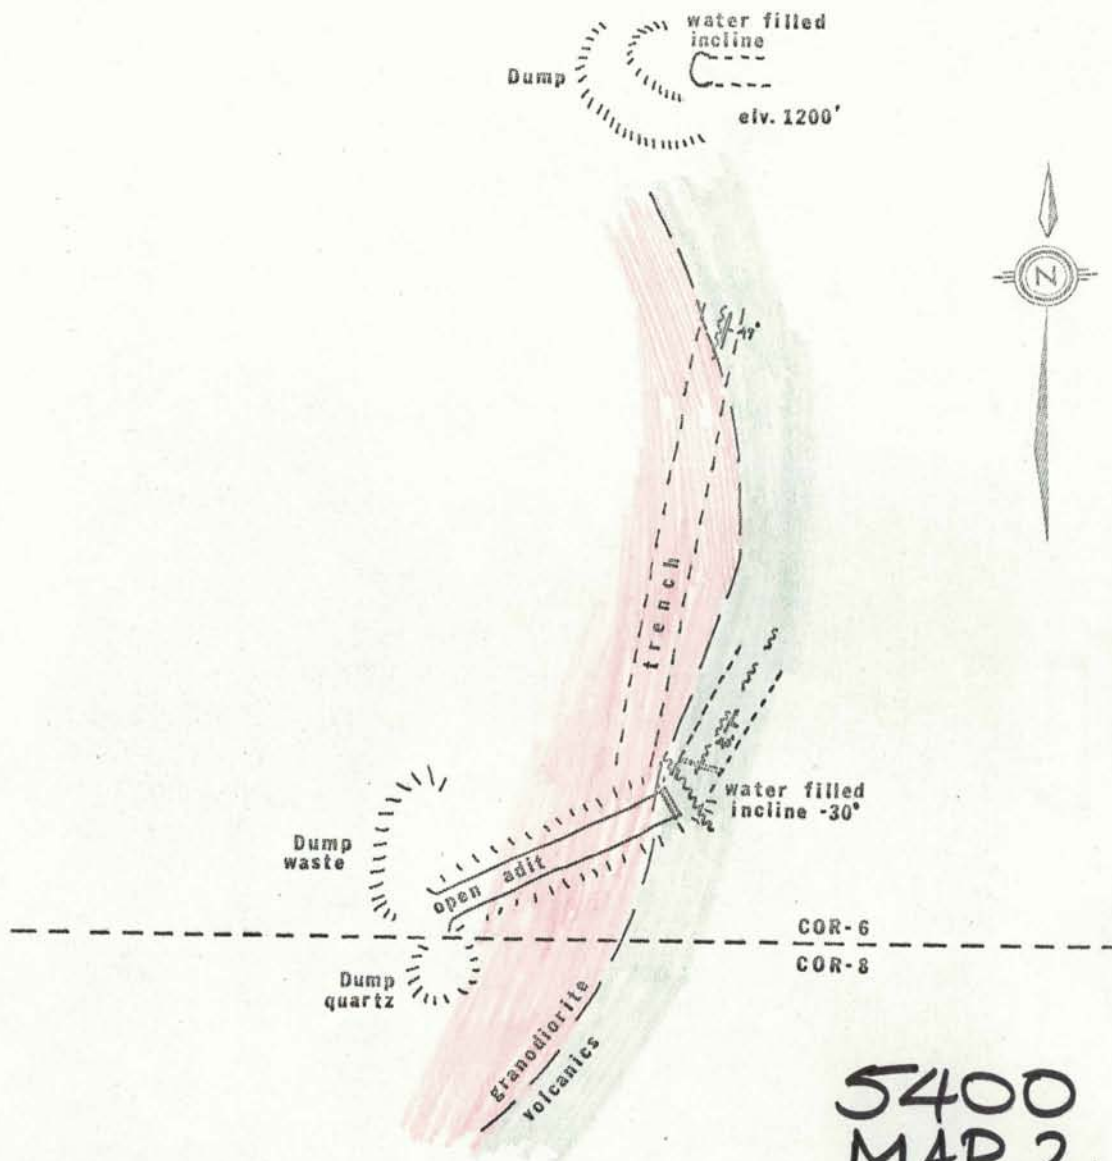 water filled
incline
Dump
elv. 1200'
N
trench
water filled
incline -30°
Dump
waste
open adit
COR-6
COR-8
Dump
quartz
granodiorite
volcanics
5400
MAP 2